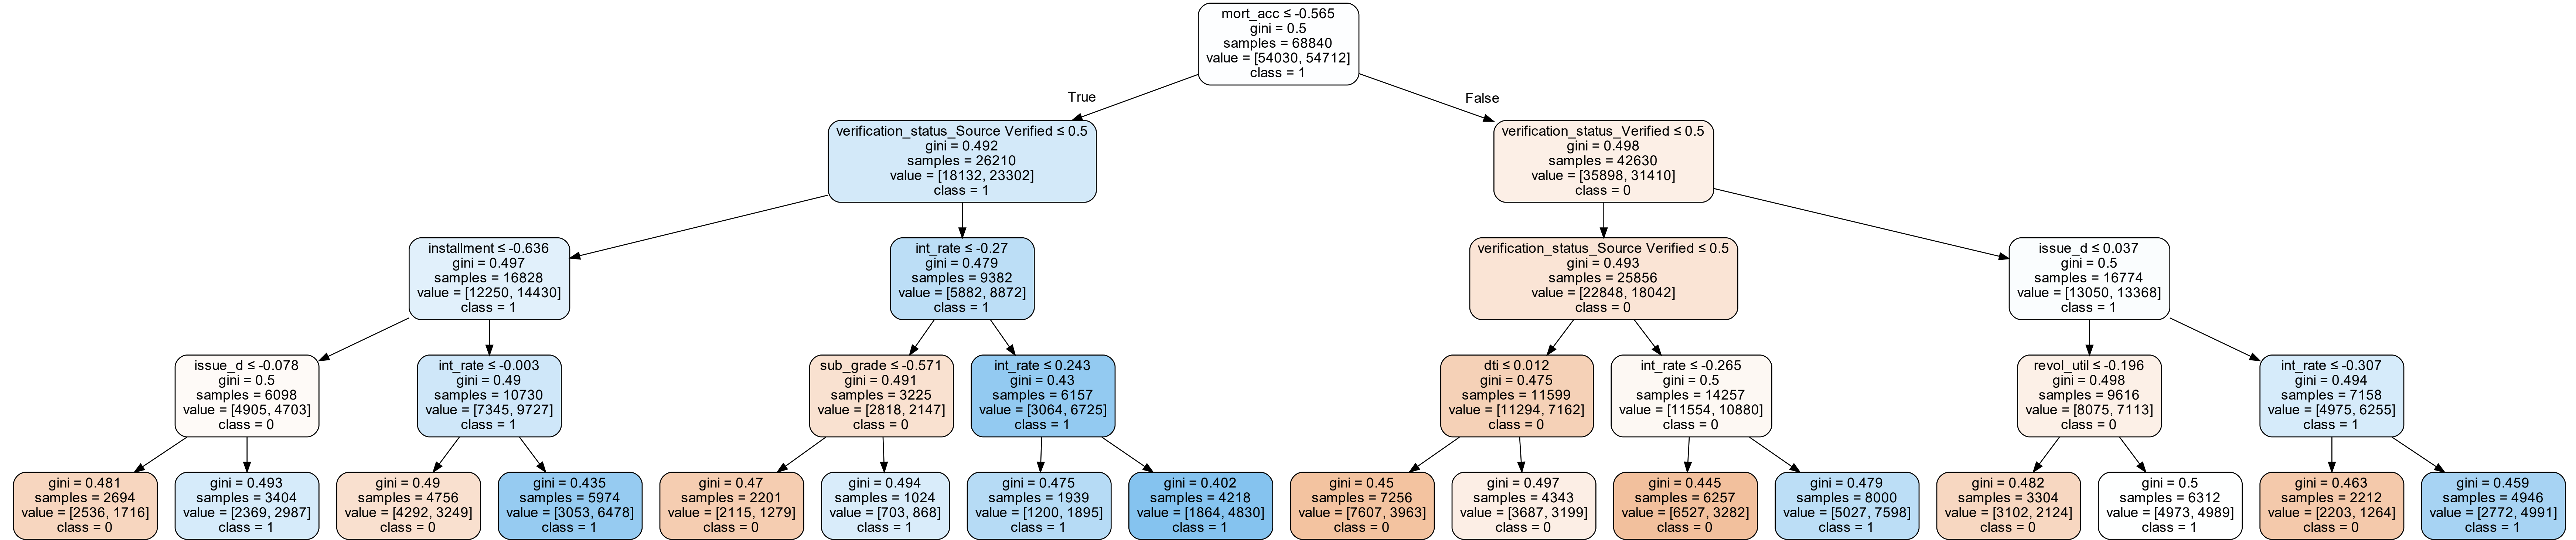 mort_acc ≤ -0.565
gini = 0.5
samples = 68840
value = [54030, 54712]
class = 1
True
False
verification_status_Source Verified ≤ 0.5
gini = 0.492
samples = 26210
value = [18132, 23302]
class = 1
verification_status_Verified ≤ 0.5
gini = 0.498
samples = 42630
value = [35898, 31410]
class = 0
installment ≤ -0.636
gini = 0.497
samples = 16828
value = [12250, 14430]
class = 1
int_rate ≤ -0.27
gini = 0.479
samples = 9382
value = [5882, 8872]
class = 1
verification_status_Source Verified ≤ 0.5
gini = 0.493
samples = 25856
value = [22848, 18042]
class = 0
issue_d ≤ 0.037
gini = 0.5
samples = 16774
value = [13050, 13368]
class = 1
issue_d ≤ -0.078
gini = 0.5
samples = 6098
value = [4905, 4703]
class = 0
int_rate ≤ -0.003
gini = 0.49
samples = 10730
value = [7345, 9727]
class = 1
sub_grade ≤ -0.571
gini = 0.491
samples = 3225
value = [2818, 2147]
class = 0
int_rate ≤ 0.243
gini = 0.43
samples = 6157
value = [3064, 6725]
class = 1
dti ≤ 0.012
gini = 0.475
samples = 11599
value = [11294, 7162]
class = 0
int_rate ≤ -0.265
gini = 0.5
samples = 14257
value = [11554, 10880]
class = 0
revol_util ≤ -0.196
gini = 0.498
samples = 9616
value = [8075, 7113]
class = 0
int_rate ≤ -0.307
gini = 0.494
samples = 7158
value = [4975, 6255]
class = 1
gini = 0.481
samples = 2694
value = [2536, 1716]
class = 0
gini = 0.493
samples = 3404
value = [2369, 2987]
class = 1
gini = 0.49
samples = 4756
value = [4292, 3249]
class = 0
gini = 0.435
samples = 5974
value = [3053, 6478]
class = 1
gini = 0.47
samples = 2201
value = [2115, 1279]
class = 0
gini = 0.494
samples = 1024
value = [703, 868]
class = 1
gini = 0.475
samples = 1939
value = [1200, 1895]
class = 1
gini = 0.402
samples = 4218
value = [1864, 4830]
class = 1
gini = 0.45
samples = 7256
value = [7607, 3963]
class = 0
gini = 0.497
samples = 4343
value = [3687, 3199]
class = 0
gini = 0.445
samples = 6257
value = [6527, 3282]
class = 0
gini = 0.479
samples = 8000
value = [5027, 7598]
class = 1
gini = 0.482
samples = 3304
value = [3102, 2124]
class = 0
gini = 0.5
samples = 6312
value = [4973, 4989]
class = 1
gini = 0.463
samples = 2212
value = [2203, 1264]
class = 0
gini = 0.459
samples = 4946
value = [2772, 4991]
class = 1